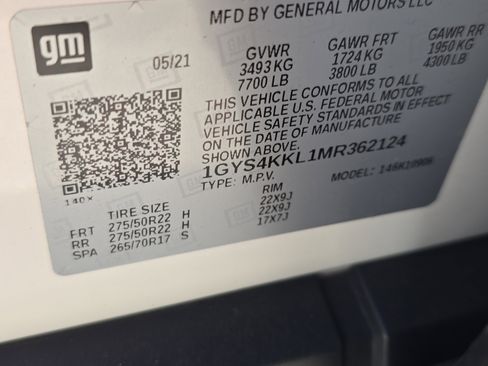 MFD BY GENERAL MOTORS LLC
gm
05/21
GVWR GAWR FRT GAWR RR
3493 KG 1724 KG 1950 KG
7700 LB 3800 LB 4300 LB
THIS VEHICLE CONFORMS TO ALL
APPLICABLE U.S. FEDERAL MOTOR
VEHICLE SAFETY STANDARDS IN EFFECT
ON THE DATE OF MANUFACTURE
SHOWN ABOVE.
1GYS4KKL1MR362124
TYPE: M.P.V. MODEL: 146K10906
140X
TIRE SIZE RIM
FRT 275/50R22 H 22X9J
RR 275/50R22 H 22X9J
SPA 265/70R17 S 17X7J